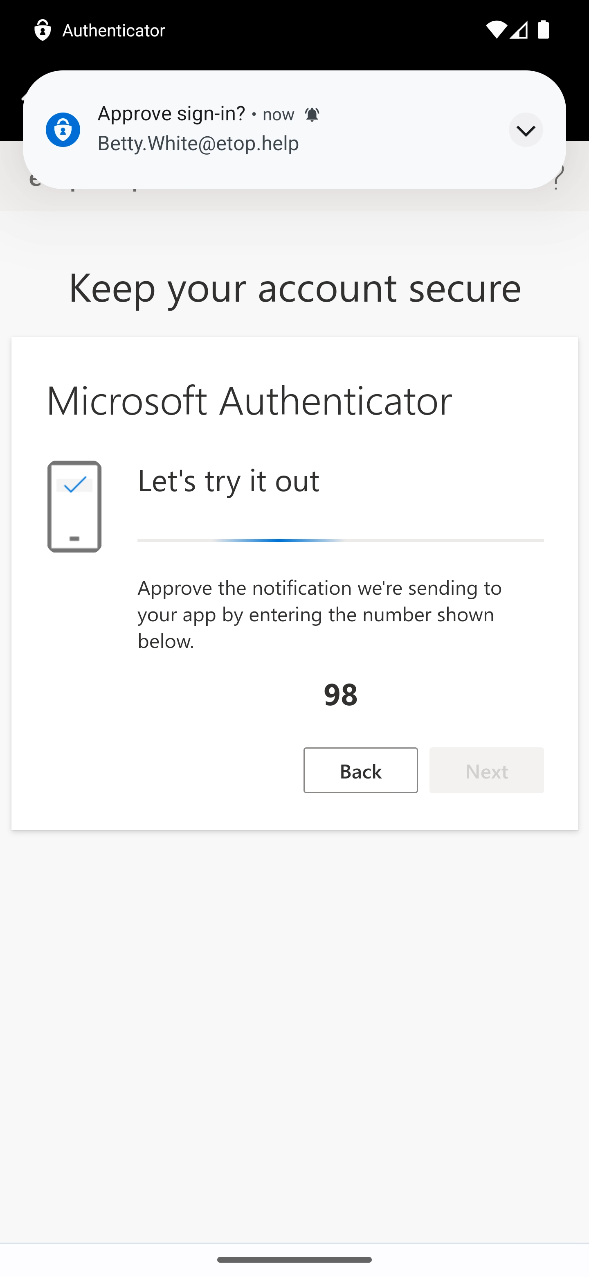 Authenticator
Approve sign-in? • now
Betty.White@etop.help
?
Keep your account secure
Microsoft Authenticator
Let's try it out
Approve the notification we're sending to
your app by entering the number shown
below.
98
Back
Next